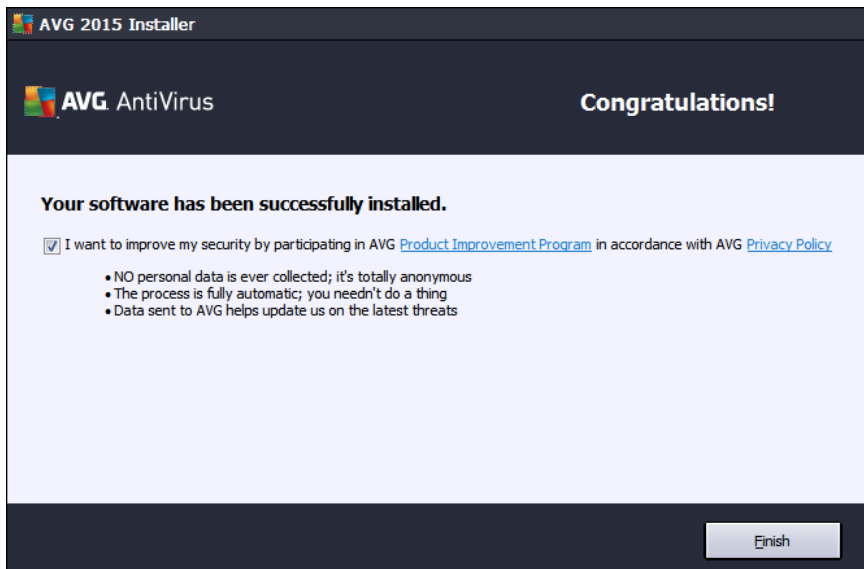 AVG 2015 Installer
AVG. AntiVirus
Congratulations!
Your software has been successfully installed.
I want to improve my security by participating in AVG Product Improvement Program in accordance with AVG Privacy Policy
• NO personal data is ever collected; it's totally anonymous
• The process is fully automatic; you needn't do a thing
• Data sent to AVG helps update us on the latest threats
Finish